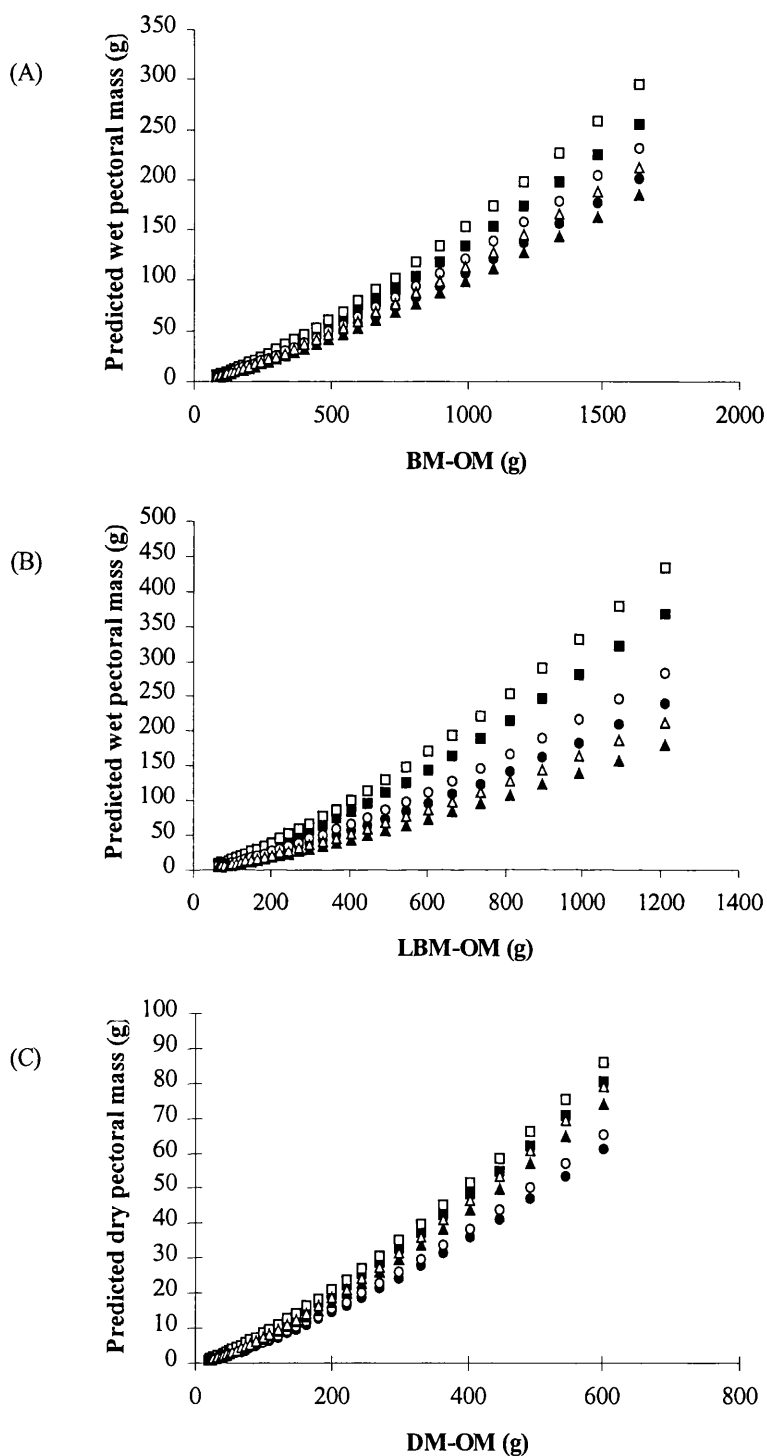 (A)
Predicted wet pectoral mass (g)
350
300
250
200
150
100
50
0
0 500 1000 1500 2000
BM-OM (g)
(B)
Predicted wet pectoral mass (g)
500
450
400
350
300
250
200
150
100
50
0
0 200 400 600 800 1000 1200 1400
LBM-OM (g)
(C)
Predicted dry pectoral mass (g)
100
90
80
70
60
50
40
30
20
10
0
0 200 400 600 800
DM-OM (g)